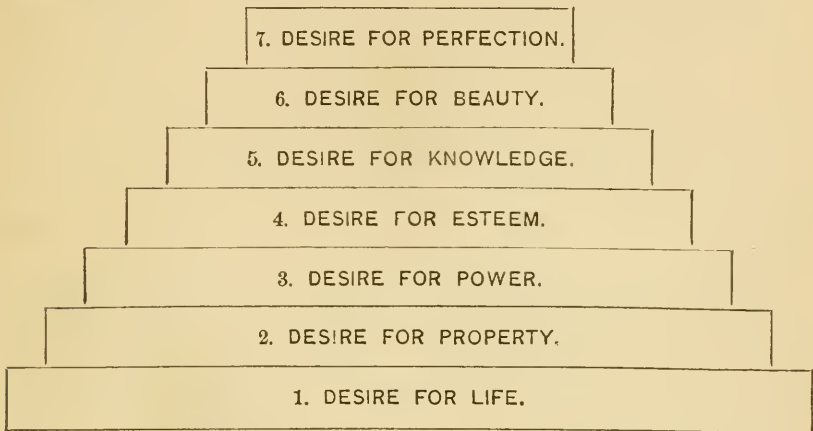 7. DESIRE FOR PERFECTION.
6. DESIRE FOR BEAUTY.
5. DESIRE FOR KNOWLEDGE.
4. DESIRE FOR ESTEEM.
3. DESIRE FOR POWER.
2. DESIRE FOR PROPERTY.
1. DESIRE FOR LIFE.